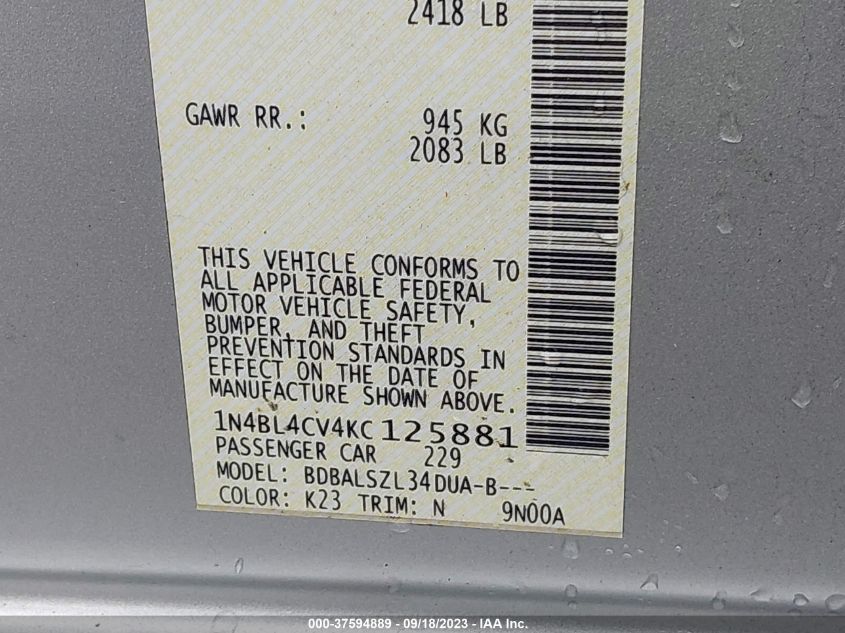 2418 LB
GAWR RR.: 945 KG
2083 LB
THIS VEHICLE CONFORMS TO
ALL APPLICABLE FEDERAL
MOTOR VEHICLE SAFETY,
BUMPER, AND THEFT
PREVENTION STANDARDS IN
EFFECT ON THE DATE OF
MANUFACTURE SHOWN ABOVE.
1N4BL4CV4KC125881
PASSENGER CAR 229
MODEL: BDBALSZL34DUA-B---
COLOR: K23 TRIM: N 9N00A
000-37594889 - 09/18/2023 - IAA Inc.